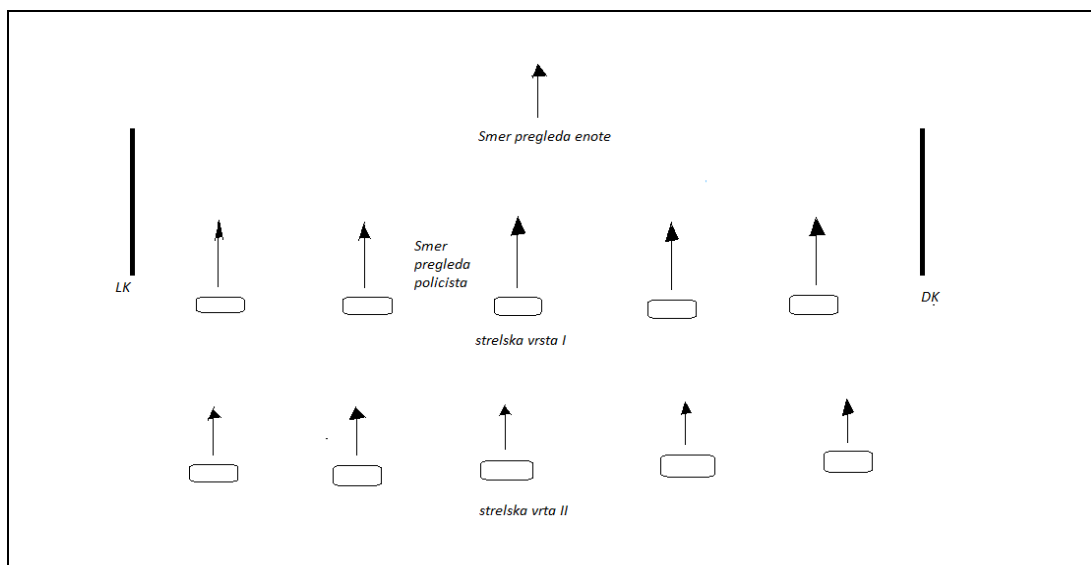 Smer pregleda enote
Smer
pregleda
policista
LK
DK
strelska vrsta I
strelska vrta II